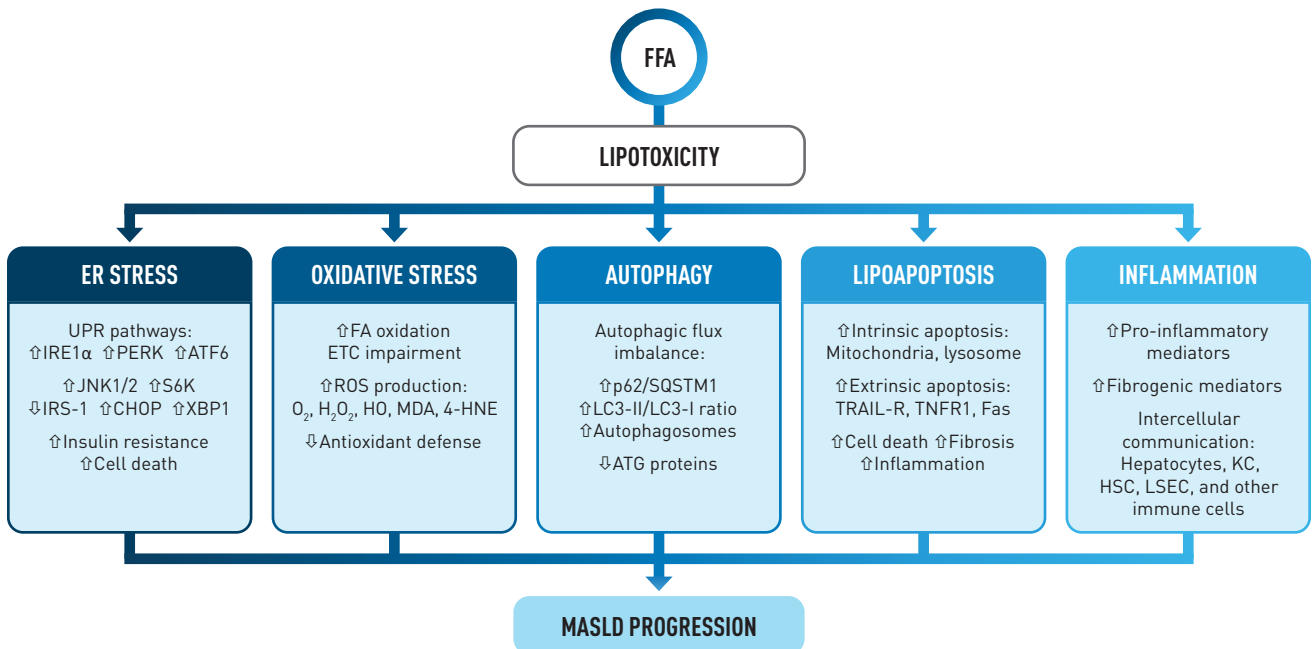 FFA
LIPOTOXICITY
ER STRESS
UPR pathways:
⇧IRE1α ⇧PERK ⇧ATF6
⇧JNK1/2 ⇧S6K
⇩IRS-1 ⇧CHOP ⇧XBP1
⇧Insulin resistance
⇧Cell death
OXIDATIVE STRESS
⇧FA oxidation
ETC impairment
⇧ROS production:
O₂, H₂O₂, HO, MDA, 4-HNE
⇩Antioxidant defense
AUTOPHAGY
Autophagic flux
imbalance:
⇧p62/SQSTM1
⇧LC3-II/LC3-I ratio
⇧Autophagosomes
⇩ATG proteins
LIPOAPOPTOSIS
⇧Intrinsic apoptosis:
Mitochondria, lysosome
⇧Extrinsic apoptosis:
TRAIL-R, TNFR1, Fas
⇧Cell death ⇧Fibrosis
⇧Inflammation
INFLAMMATION
⇧Pro-inflammatory
mediators
⇧Fibrogenic mediators
Intercellular
communication:
Hepatocytes, KC,
HSC, LSEC, and other
immune cells
MASLD PROGRESSION